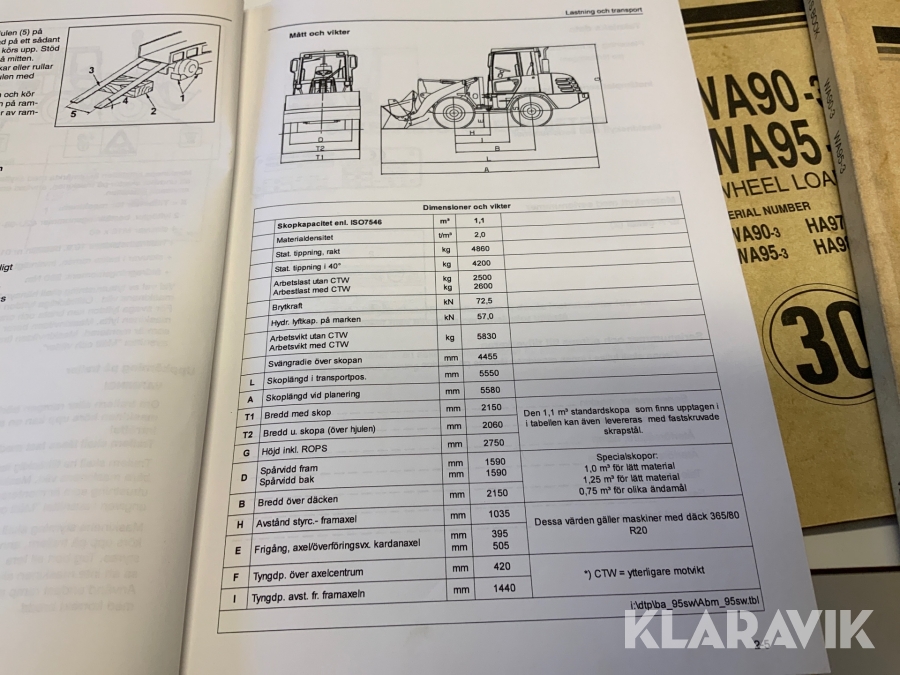 julen (5) på
d på ett sådant
körs upp. Stöd
å mitten.
kar eller rullar
julen med
n och kör
n på ram-
er av ram-
3
4
5
2
1
ligt
Lastning och transport
Mått och vikter
D
T2
T1
E
H
I
B
L
A
Dimensioner och vikter
Skopkapacitet enl. ISO7546 m³ 1,1
Materialdensitet t/m³ 2,0
Stat. tippning, rakt kg 4860
Stat. tippning i 40° kg 4200
Arbetslast utan CTW kg 2500
Arbestlast med CTW kg 2600
Brytkraft kN 72,5
Hydr. lyftkap. på marken kN 57,0
Arbetsvikt utan CTW kg 5830
Arbetsvikt med CTW
Svängradie över skopan mm 4455
L Skoplängd i transportpos. mm 5550
A Skoplängd vid planering mm 5580
T1 Bredd med skop mm 2150
T2 Bredd u. skopa (över hjulen) mm 2060
G Höjd inkl. ROPS mm 2750
Den 1,1 m³ standardskopa som finns upptagen i
i tabellen kan även levereras med fastskruvade
skrapstål.
D Spårvidd fram mm 1590
Spårvidd bak mm 1590
B Bredd över däcken mm 2150
Specialskopor:
1,0 m³ för lätt material
1,25 m³ för lätt material
0,75 m³ för olika ändamål
H Avstånd styrc.- framaxel mm 1035
E Frigång, axel/överföringsvx. kardanaxel mm 395
mm 505
Dessa värden gäller maskiner med däck 365/80
R20
F Tyngdp. över axelcentrum mm 420
I Tyngdp. avst. fr. framaxeln mm 1440
*) CTW = ytterligare motvikt
i:\dtp\ba_95sw\Abm_95sw.tbl
2-5
WA90-3
WA95-
WHEEL LOA
ERIAL NUMBER
WA90-3 HA97
WA95-3 HA98
30
KLARAVIK